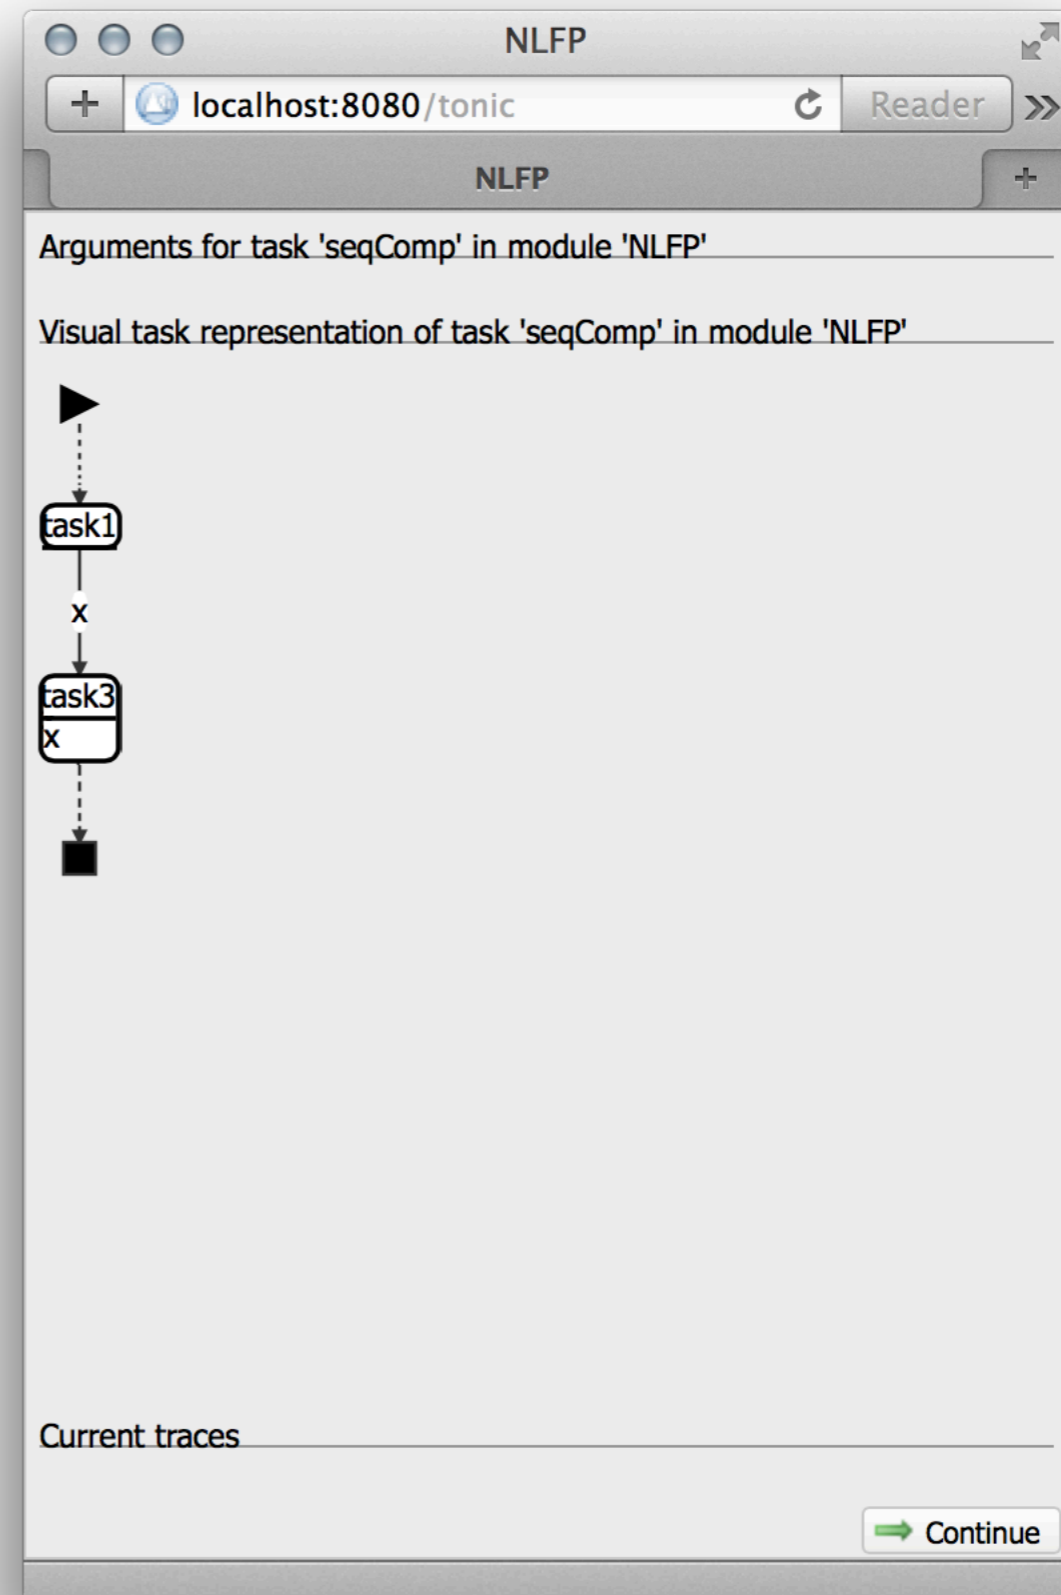 NLFP
localhost:8080/tonic
Reader
NLFP
Arguments for task 'seqComp' in module 'NLFP'
Visual task representation of task 'seqComp' in module 'NLFP'
task1
x
task3
x
Current traces
Continue